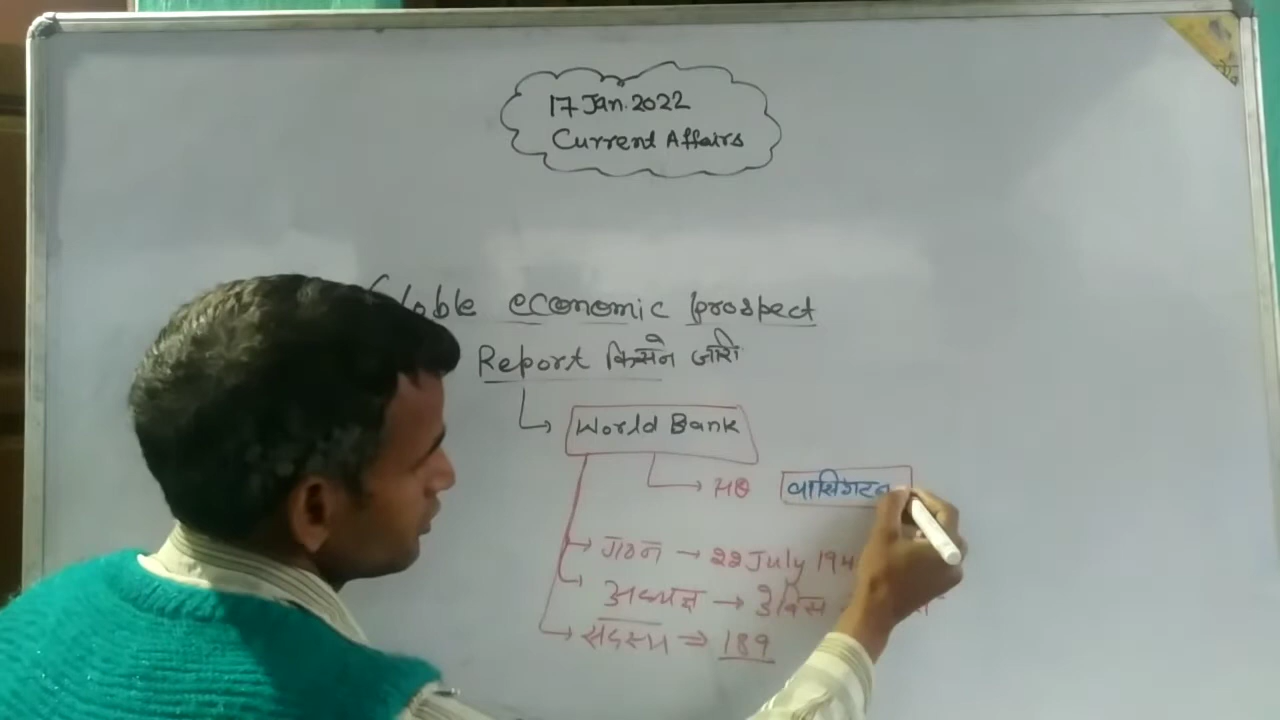 17 Jan. 2022
Current Affairs
Globle economic prospect
Report किसने जारी
World Bank
HQ वाशिंगटन
गठन → 22 July 194
अध्यक्ष → डेविस
सदस्य ⇒ 189